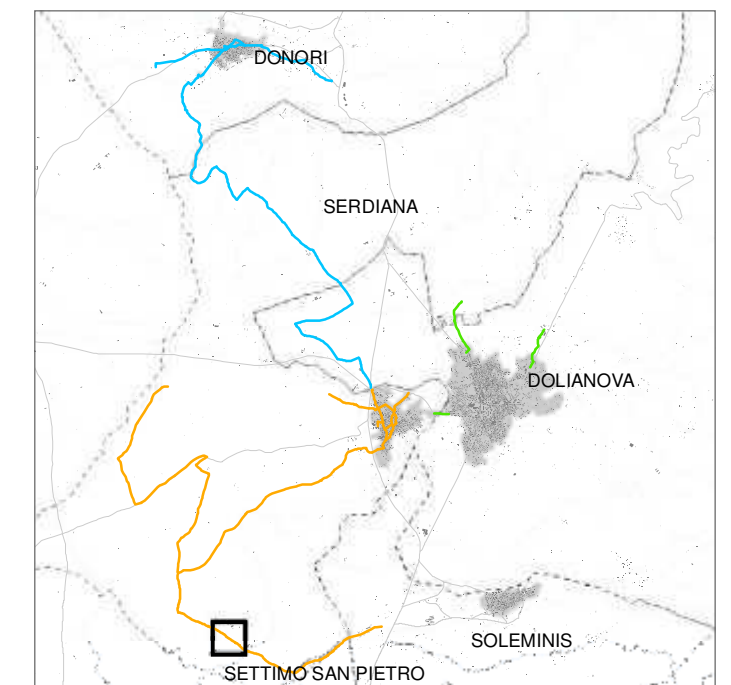 DONORI
SERDIANA
DOLIANOVA
SOLEMINIS
SETTIMO SAN PIETRO